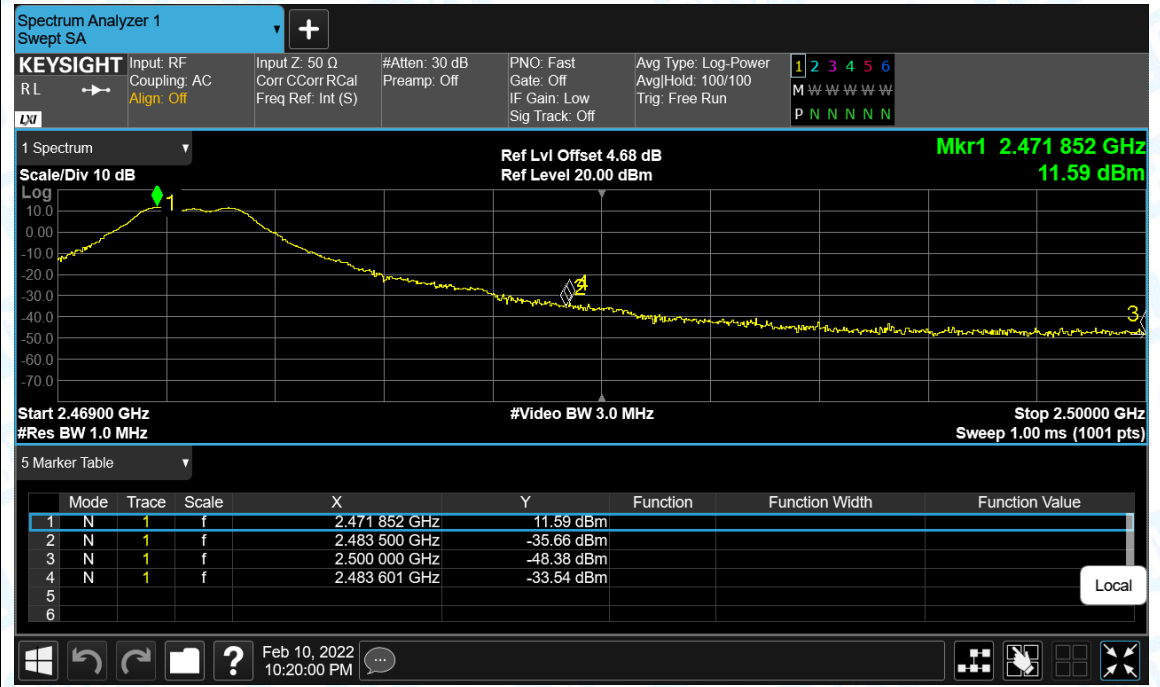 Spectrum Analyzer 1
Swept SA
+
KEYSIGHT Input: RF Input Z: 50 Ω #Atten: 30 dB PNO: Fast Avg Type: Log-Power 1 2 3 4 5 6
R L Coupling: AC Corr CCorr RCal Preamp: Off Gate: Off Avg|Hold: 100/100 M W W W W W
Align: Off Freq Ref: Int (S) IF Gain: Low Trig: Free Run
LXI Sig Track: Off P N N N N N
1 Spectrum
Ref Lvl Offset 4.68 dB
Mkr1 2.471 852 GHz
Scale/Div 10 dB Ref Level 20.00 dBm 11.59 dBm
Log
1
10.0
0.00
-10.0
-20.0
2 4
-30.0
3
-40.0
-50.0
-60.0
-70.0
Start 2.46900 GHz #Video BW 3.0 MHz Stop 2.50000 GHz
#Res BW 1.0 MHz Sweep 1.00 ms (1001 pts)
5 Marker Table
Mode Trace Scale X Y Function Function Width Function Value
1 N 1 f 2.471 852 GHz 11.59 dBm
2 N 1 f 2.483 500 GHz -35.66 dBm
3 N 1 f 2.500 000 GHz -48.38 dBm
4 N 1 f 2.483 601 GHz -33.54 dBm
5
6
Local
? Feb 10, 2022
10:20:00 PM